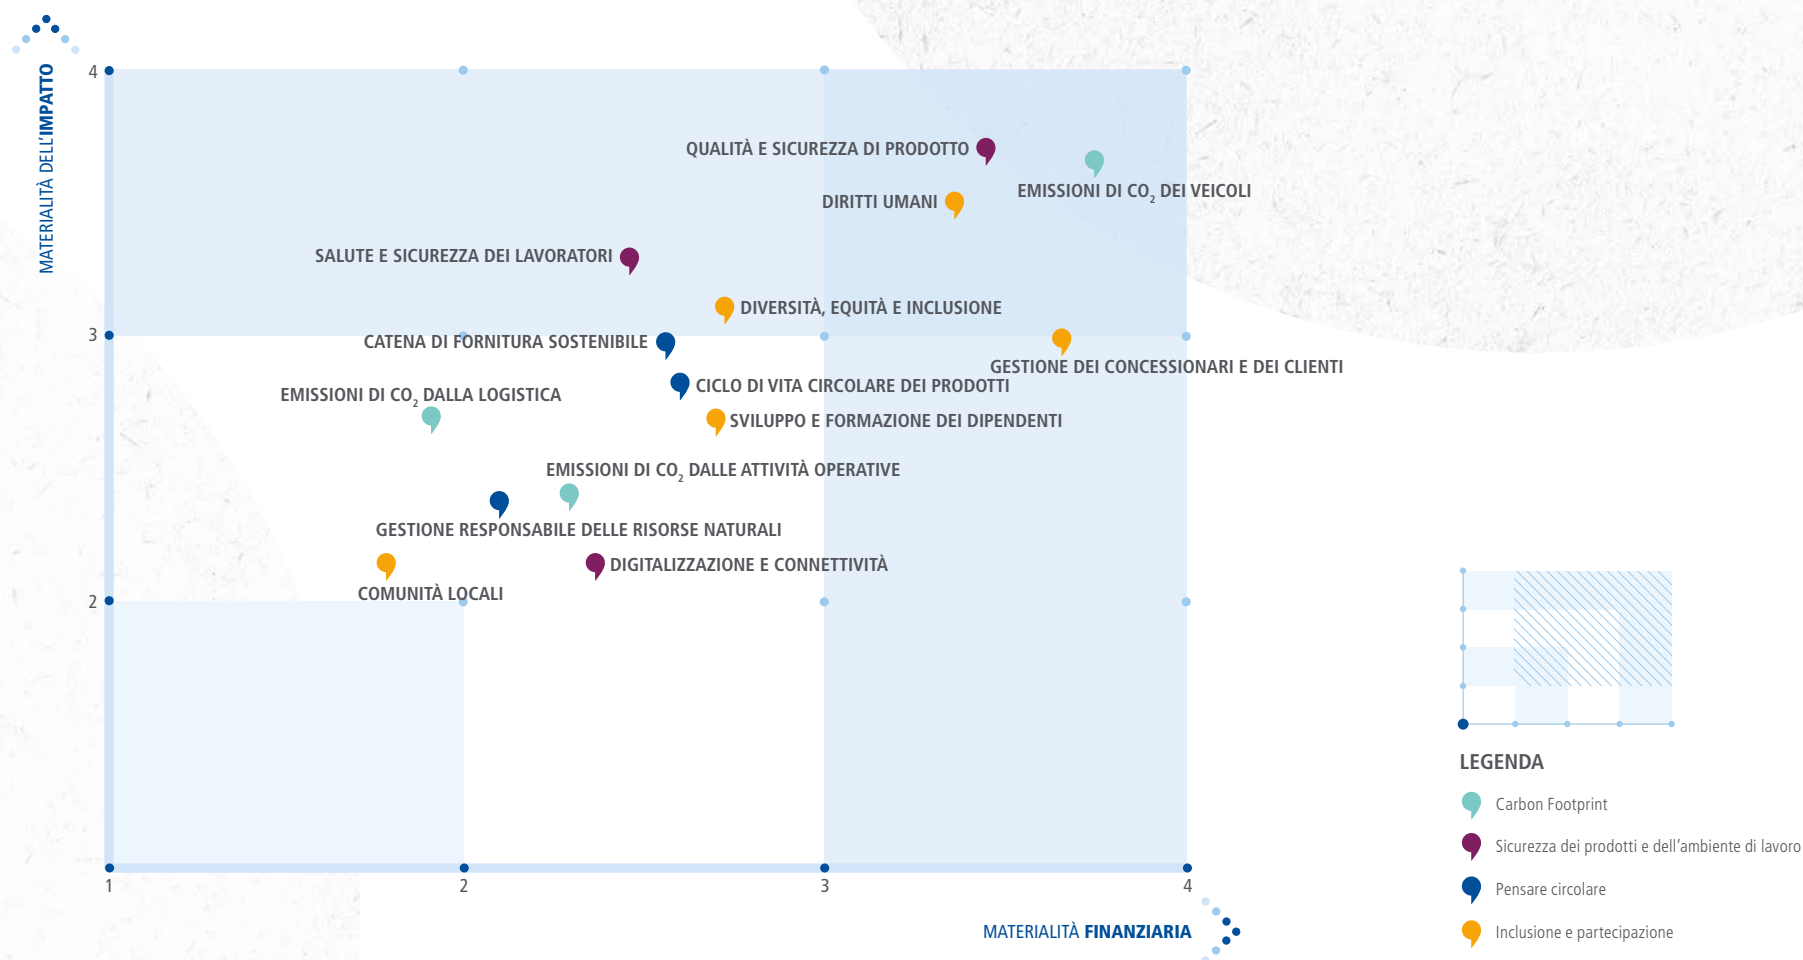 MATERIALITÀ DELL'IMPATTO
4
QUALITÀ E SICUREZZA DI PRODOTTO
EMISSIONI DI CO₂ DEI VEICOLI
DIRITTI UMANI
SALUTE E SICUREZZA DEI LAVORATORI
DIVERSITÀ, EQUITÀ E INCLUSIONE
3
CATENA DI FORNITURA SOSTENIBILE
GESTIONE DEI CONCESSIONARI E DEI CLIENTI
CICLO DI VITA CIRCOLARE DEI PRODOTTI
EMISSIONI DI CO₂ DALLA LOGISTICA
SVILUPPO E FORMAZIONE DEI DIPENDENTI
EMISSIONI DI CO₂ DALLE ATTIVITÀ OPERATIVE
GESTIONE RESPONSABILE DELLE RISORSE NATURALI
DIGITALIZZAZIONE E CONNETTIVITÀ
COMUNITÀ LOCALI
2
1
2
3
4
MATERIALITÀ FINANZIARIA
LEGENDA
Carbon Footprint
Sicurezza dei prodotti e dell'ambiente di lavoro
Pensare circolare
Inclusione e partecipazione